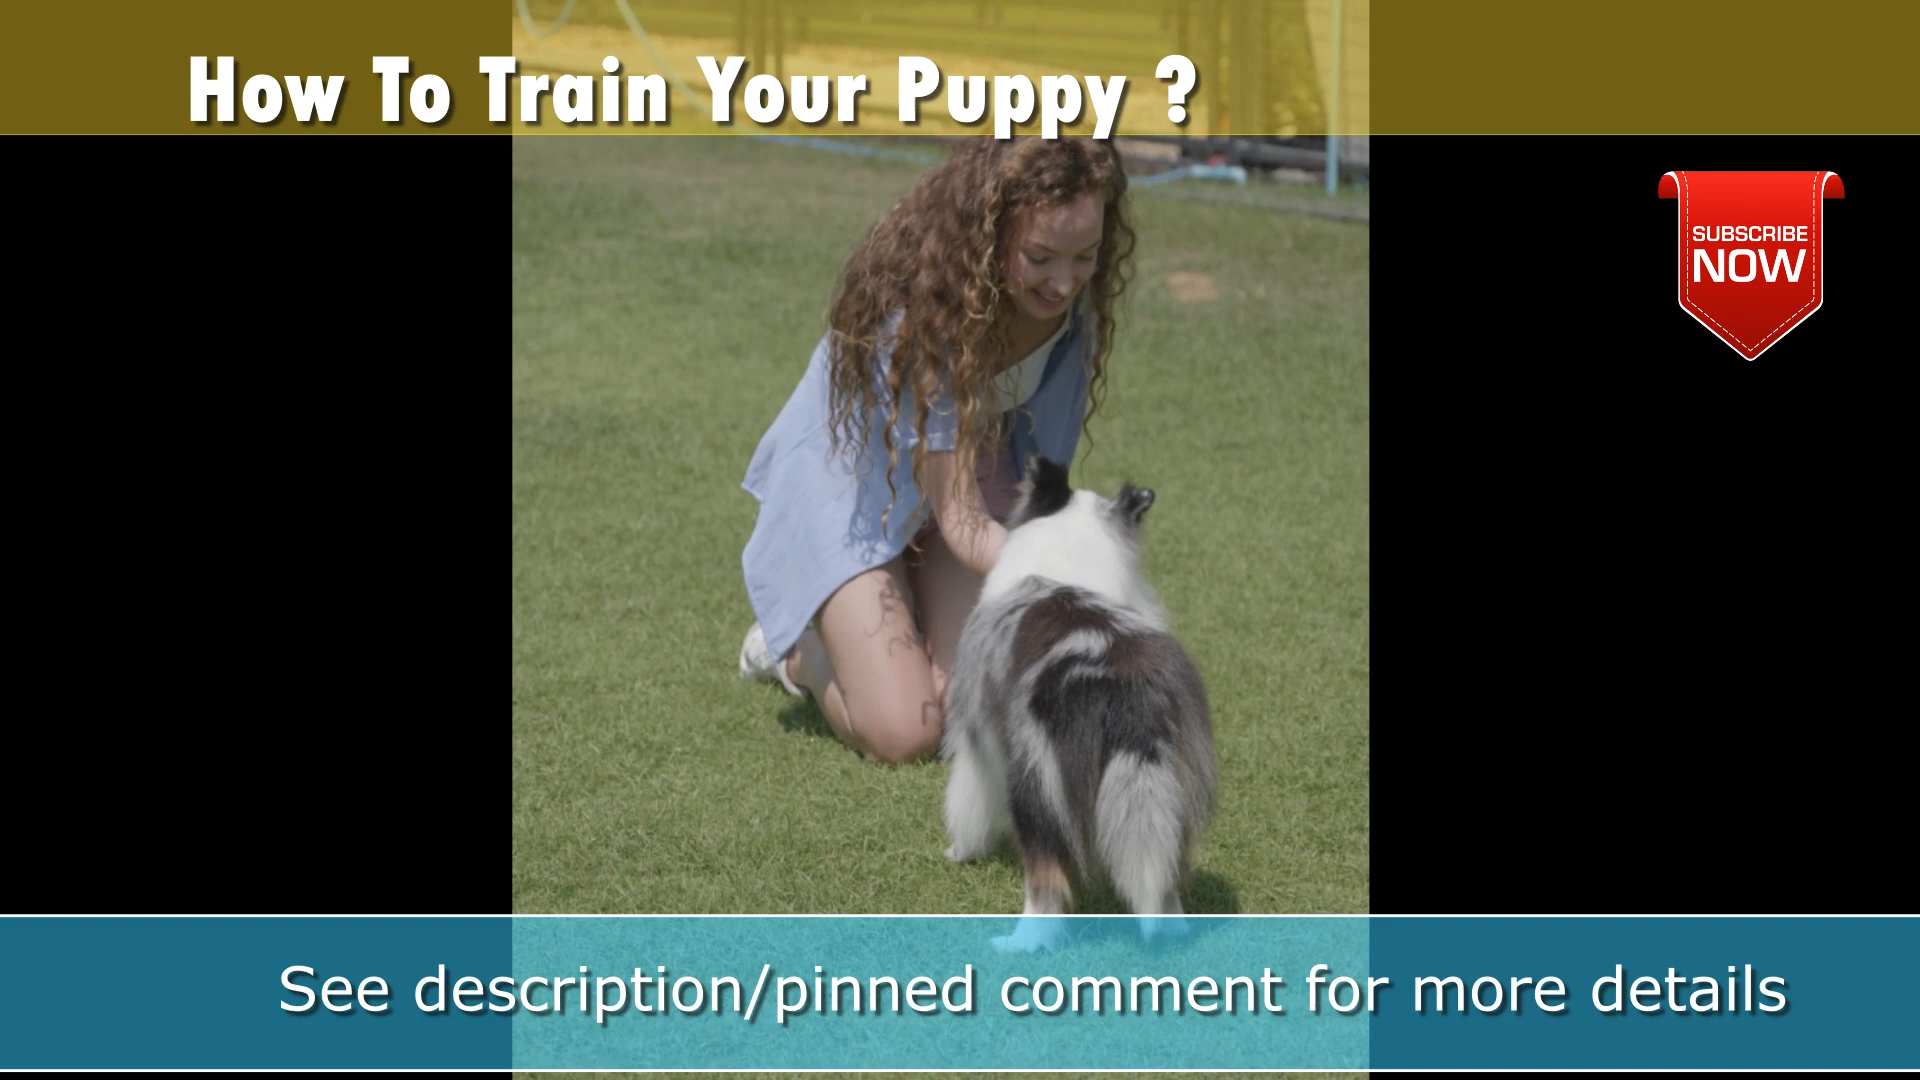 How To Train Your Puppy ?
SUBSCRIBE
NOW
See description/pinned comment for more details